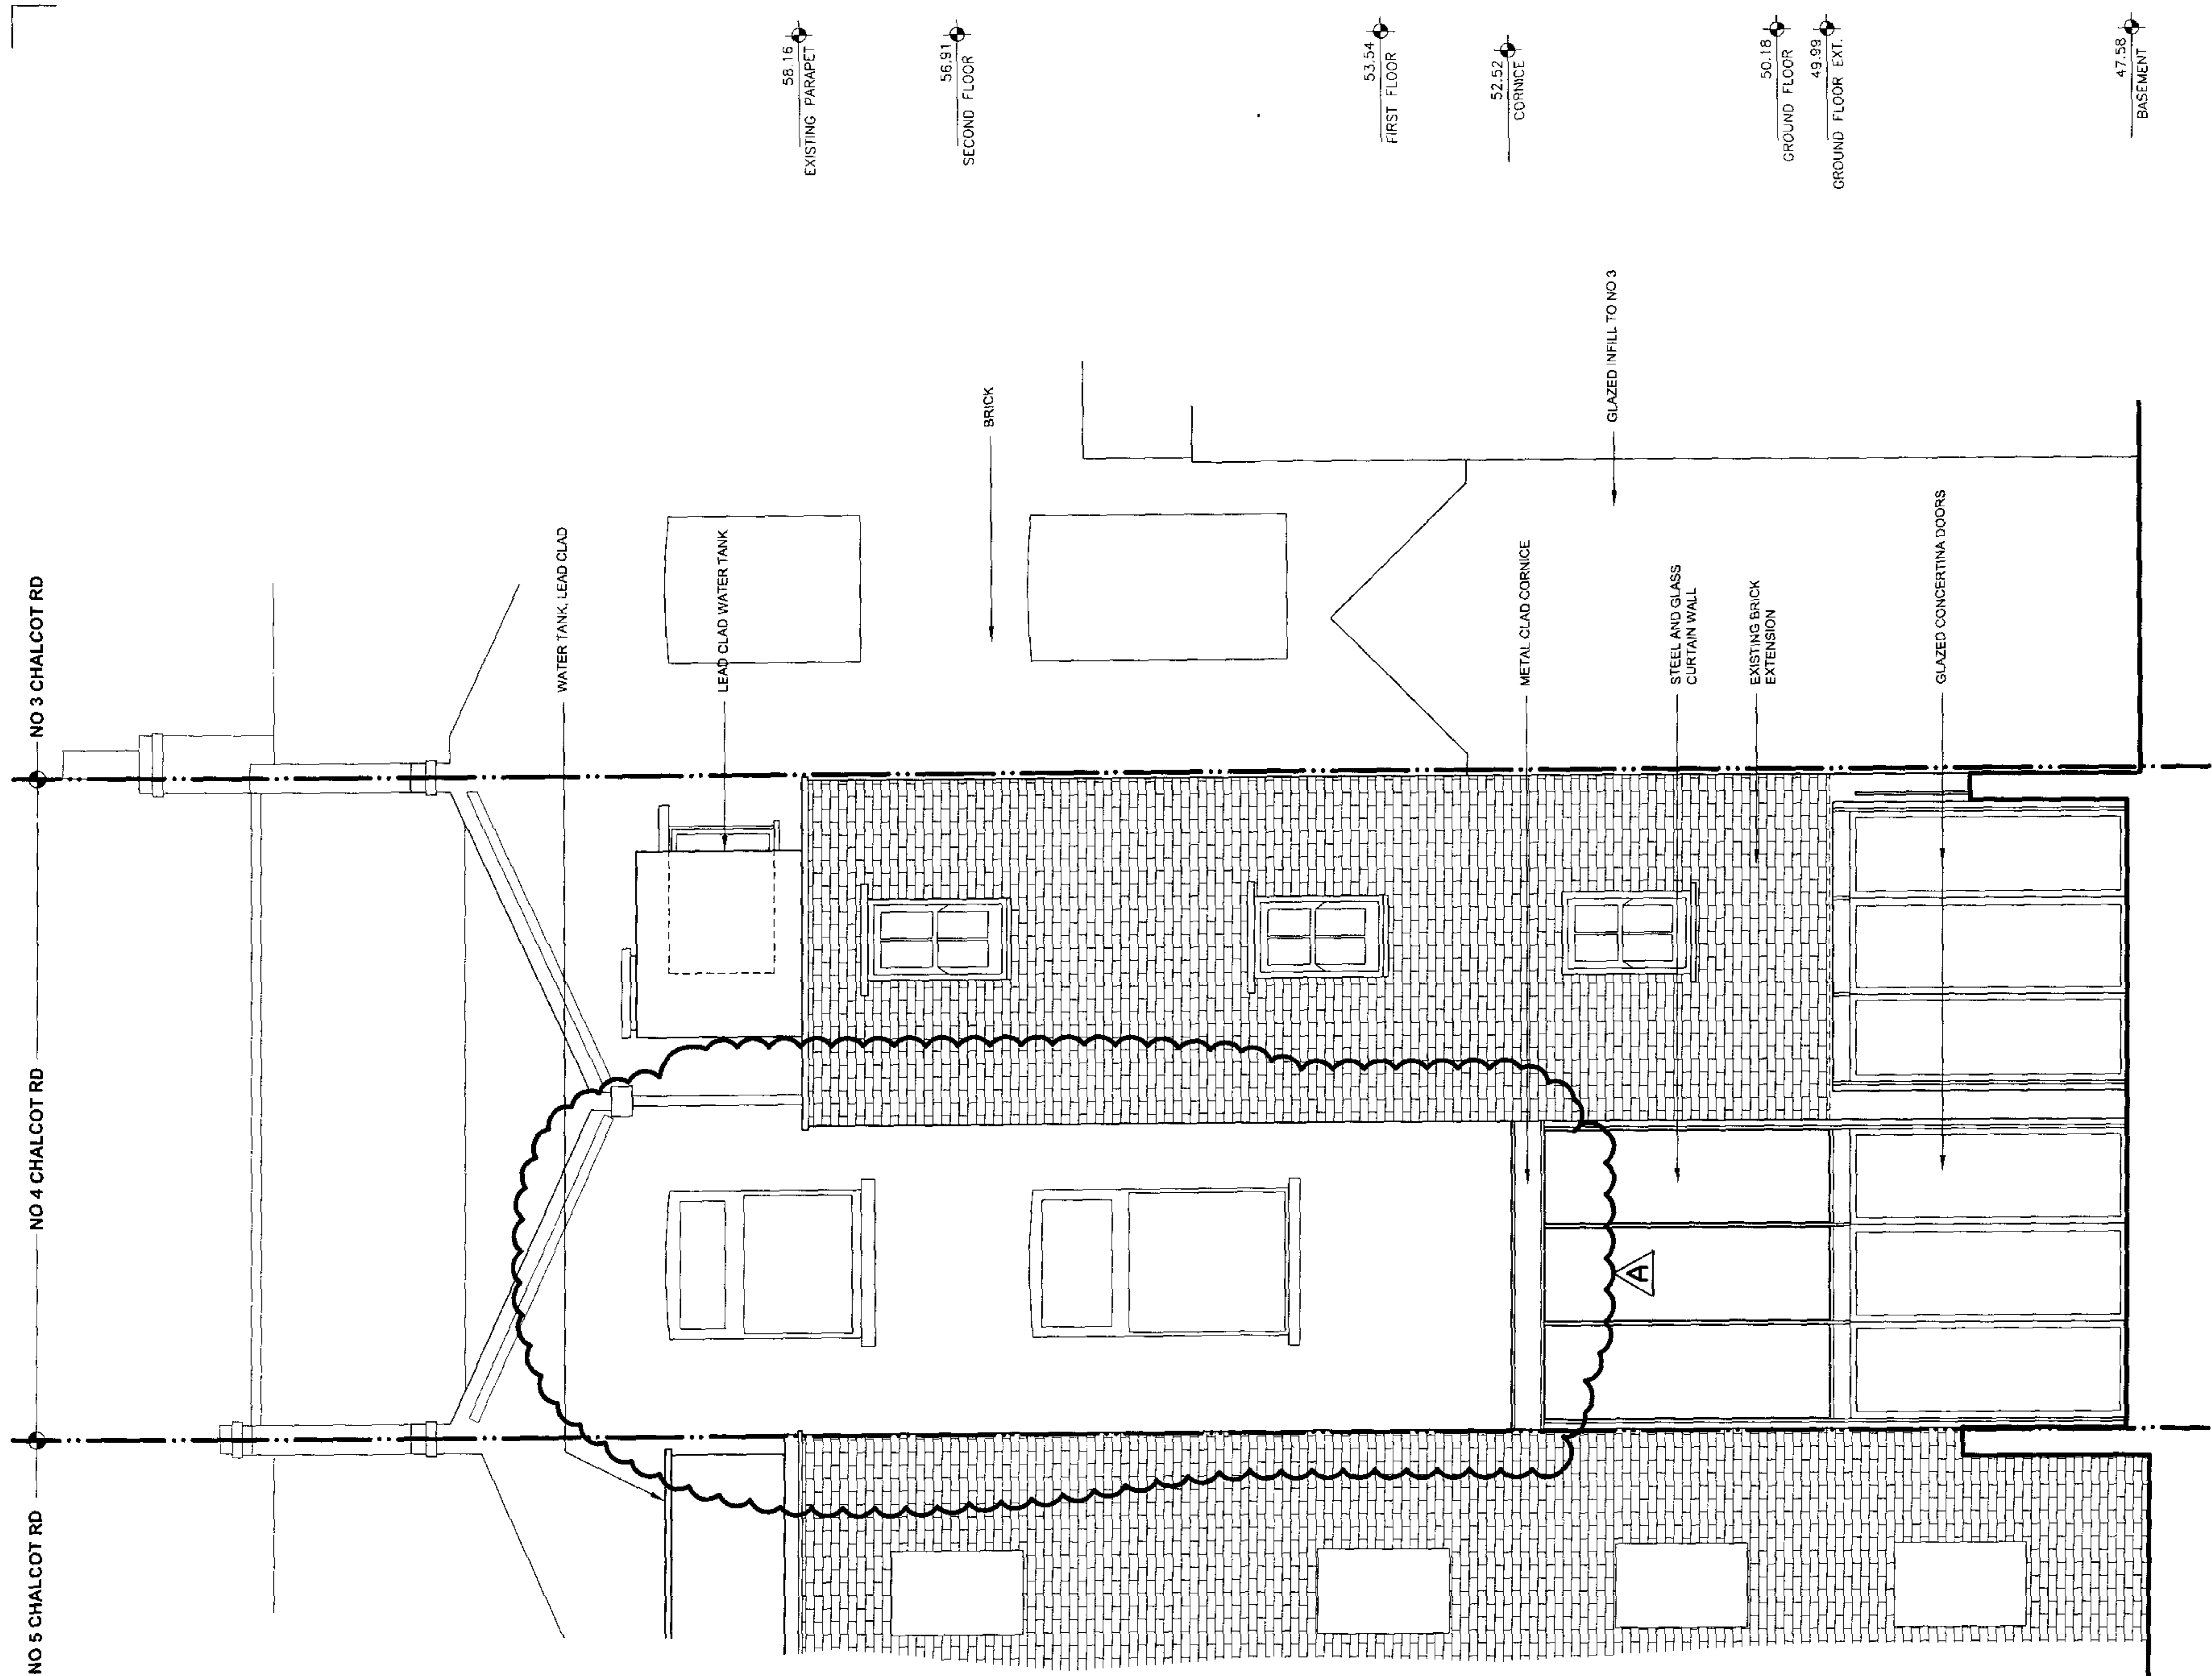 NO 5 CHALCOT RD
NO 4 CHALCOT RD
NO 3 CHALCOT RD
58.16
EXISTING PARAPET
56.91
SECOND FLOOR
53.54
FIRST FLOOR
52.52
CORNICE
50.18
GROUND FLOOR
49.99
GROUND FLOOR EXT.
47.58
BASEMENT
WATER TANK, LEAD CLAD
LEAD CLAD WATER TANK
BRICK
METAL CLAD CORNICE
GLAZED INFILL TO NO 3
STEEL AND GLASS
CURTAIN WALL
EXISTING BRICK
EXTENSION
GLAZED CONCERTINA DOORS
A